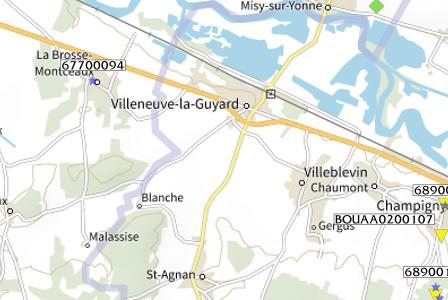 Misy-sur-Yonne
La Brosse-
67700094
Montceaux
Villeneuve-la-Guyard
Villeblevin
Chaumont
68900
Blanche
Champigny
BOUAA0200107
Gergus
Malassise
St-Agnan
689001